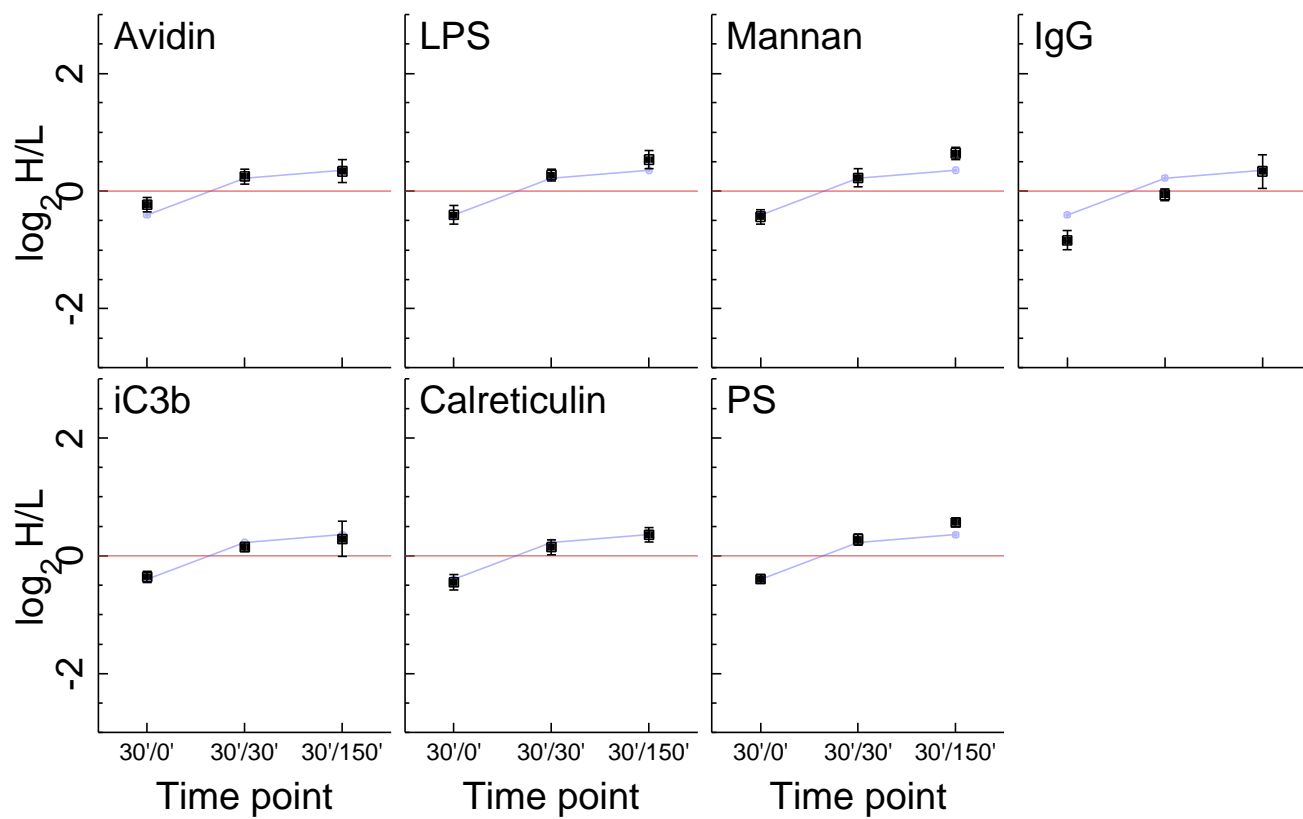 Avidin
LPS
Mannan
IgG
log2 H/L
2
0
-2
iC3b
Calreticulin
PS
log2 H/L
2
0
-2
30'/0' 30'/30' 30'/150'
30'/0' 30'/30' 30'/150'
30'/0' 30'/30' 30'/150'
Time point
Time point
Time point